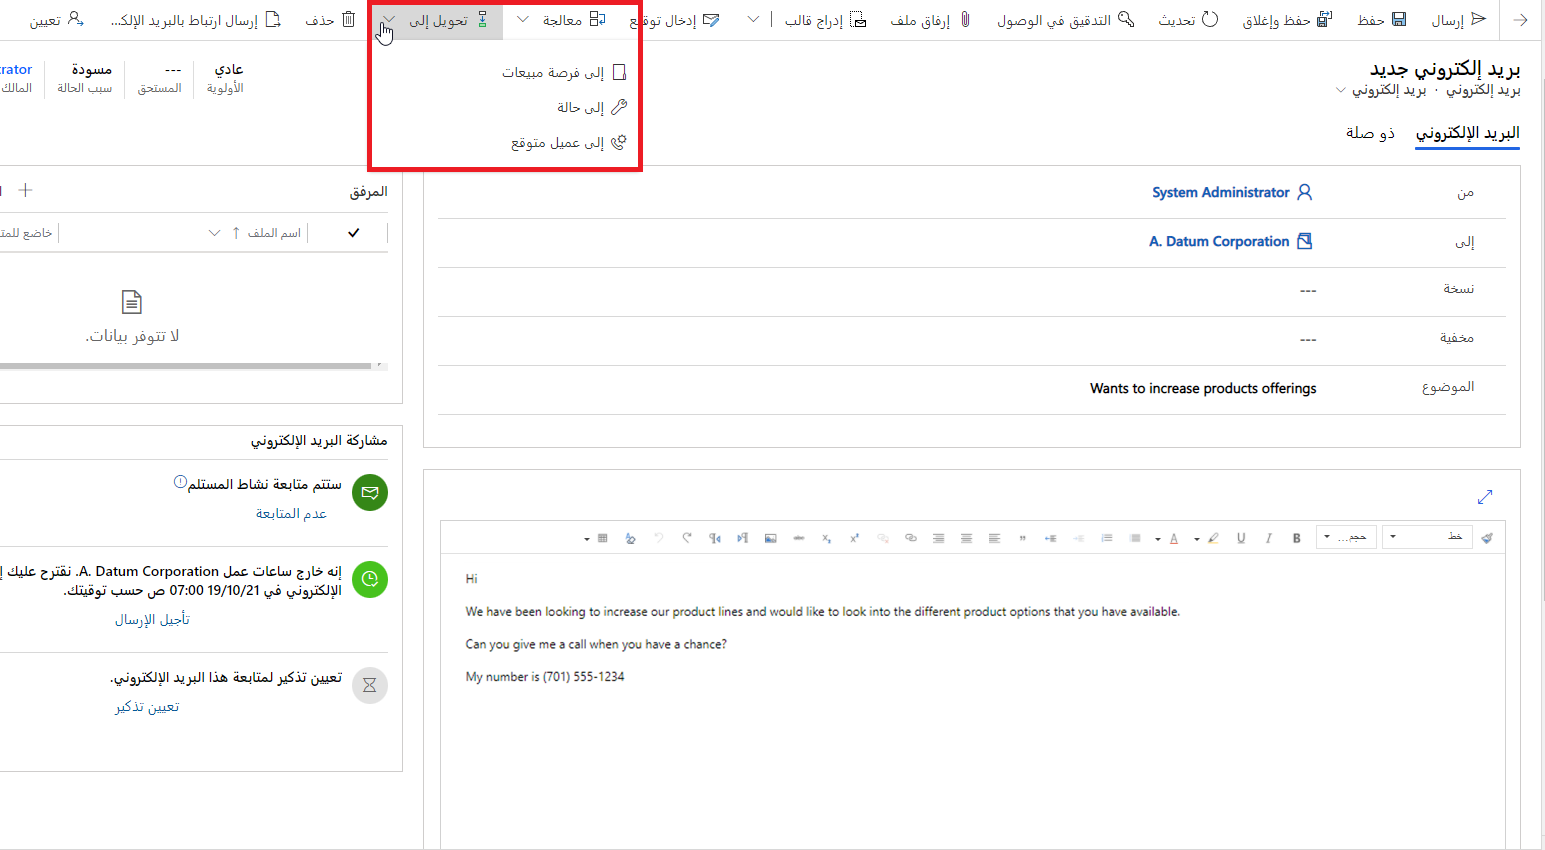 إرسال
حفظ
حفظ وإغلاق
تحديث
التدقيق في الوصول
إرفاق ملف
إدراج قالب
إدخال توقيع
معالجة
تحويل إلى
حذف
إرسال ارتباط بالبريد الإلك...
تعيين
إلى فرصة مبيعات
إلى حالة
إلى عميل متوقع
بريد إلكتروني جديد
بريد إلكتروني · بريد إلكتروني
عادي
الأولوية
---
المستحق
مسودة
سبب الحالة
trator
المالك
البريد الإلكتروني
ذو صلة
من
System Administrator
إلى
A. Datum Corporation
نسخة
---
مخفية
---
الموضوع
Wants to increase products offerings
خط
حجم...
Hi
We have been looking to increase our product lines and would like to look into the different product options that you have available.
Can you give me a call when you have a chance?
My number is (701) 555-1234
المرفق
اسم الملف ↑
لا تتوفر بيانات.
مشاركة البريد الإلكتروني
ستتم متابعة نشاط المستلم
عدم المتابعة
إنه خارج ساعات عمل A. Datum Corporation. نقترح عليك
الإلكتروني في 19/10/21 07:00 ص حسب توقيتك.
تأجيل الإرسال
تعيين تذكير لمتابعة هذا البريد الإلكتروني.
تعيين تذكير